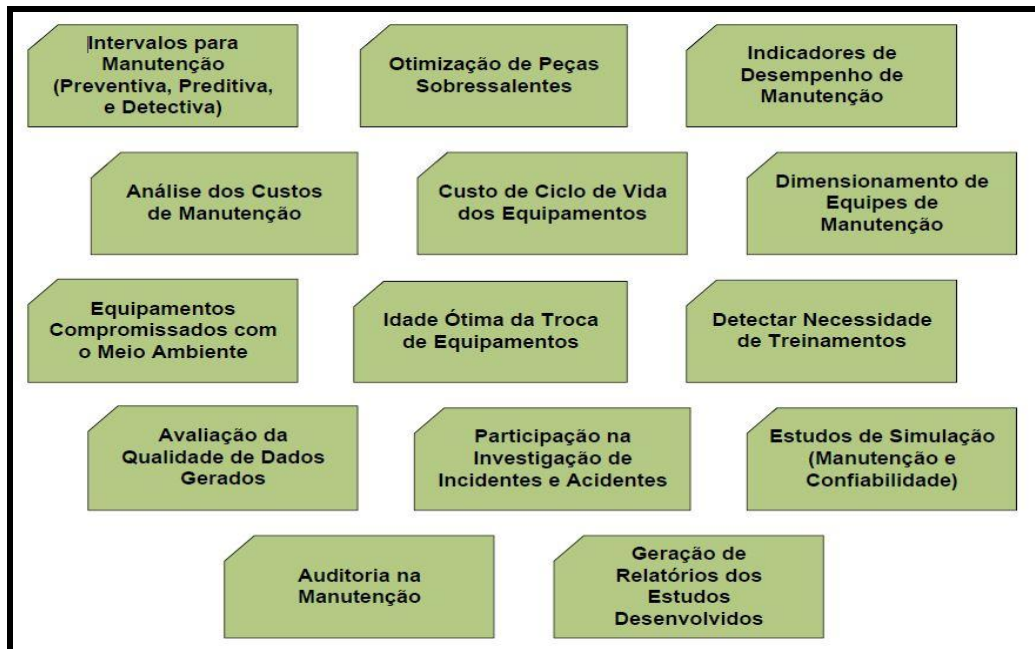 Intervalos para
Manutenção
(Preventiva, Preditiva,
e Detectiva)
Otimização de Peças
Sobressalentes
Indicadores de
Desempenho de
Manutenção
Análise dos Custos
de Manutenção
Custo de Ciclo de Vida
dos Equipamentos
Dimensionamento de
Equipes de
Manutenção
Equipamentos
Compromissados com
o Meio Ambiente
Idade Ótima da Troca
de Equipamentos
Detectar Necessidade
de Treinamentos
Avaliação da
Qualidade de Dados
Gerados
Participação na
Investigação de
Incidentes e Acidentes
Estudos de Simulação
(Manutenção e
Confiabilidade)
Auditoria na
Manutenção
Geração de
Relatórios dos
Estudos
Desenvolvidos